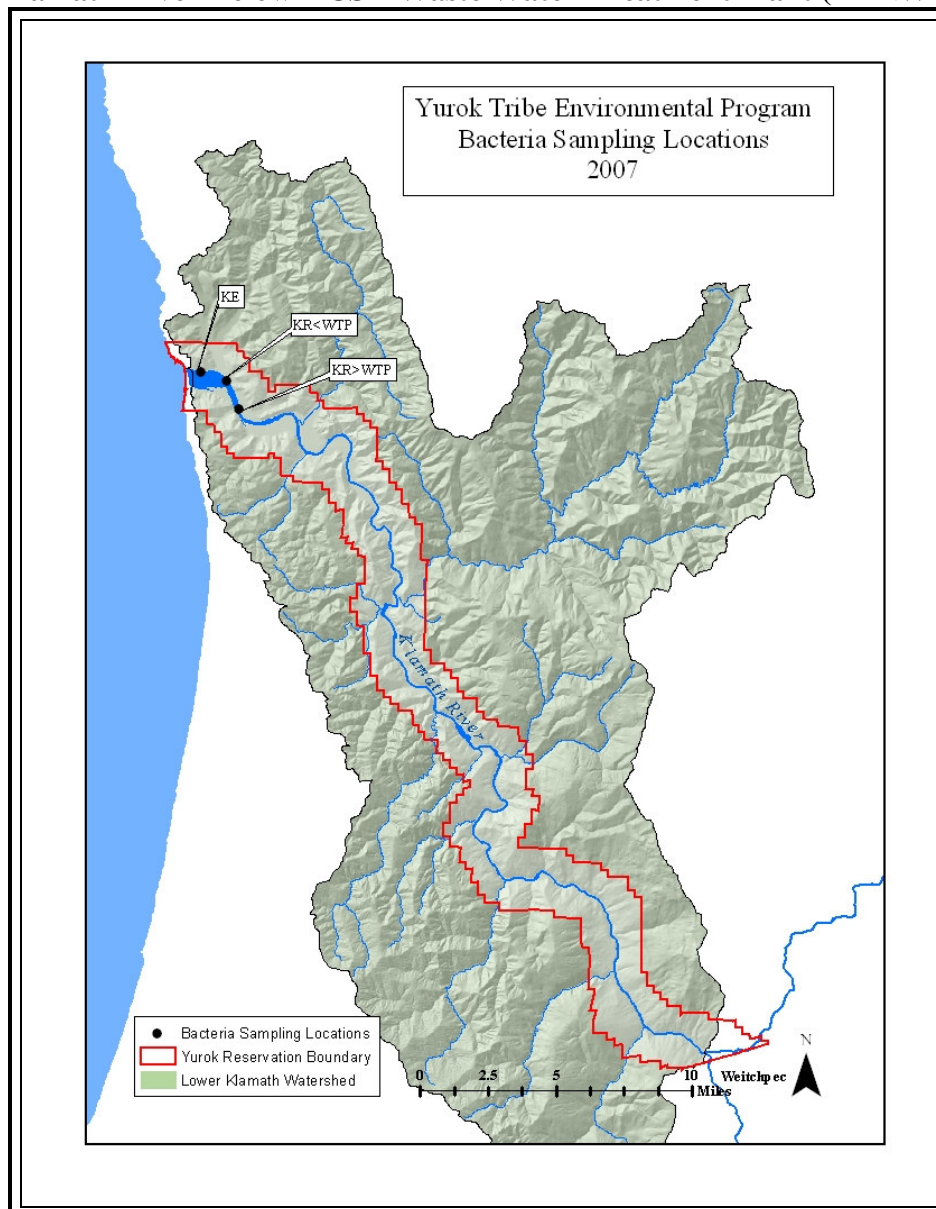 Yurok Tribe Environmental Program
Bacteria Sampling Locations
2007
KE
KR<WTP
KR>WTP
Klamath River
Bacteria Sampling Locations
Yurok Reservation Boundary
Lower Klamath Watershed
0 2.5 5 10
Miles
Weitchpec
N